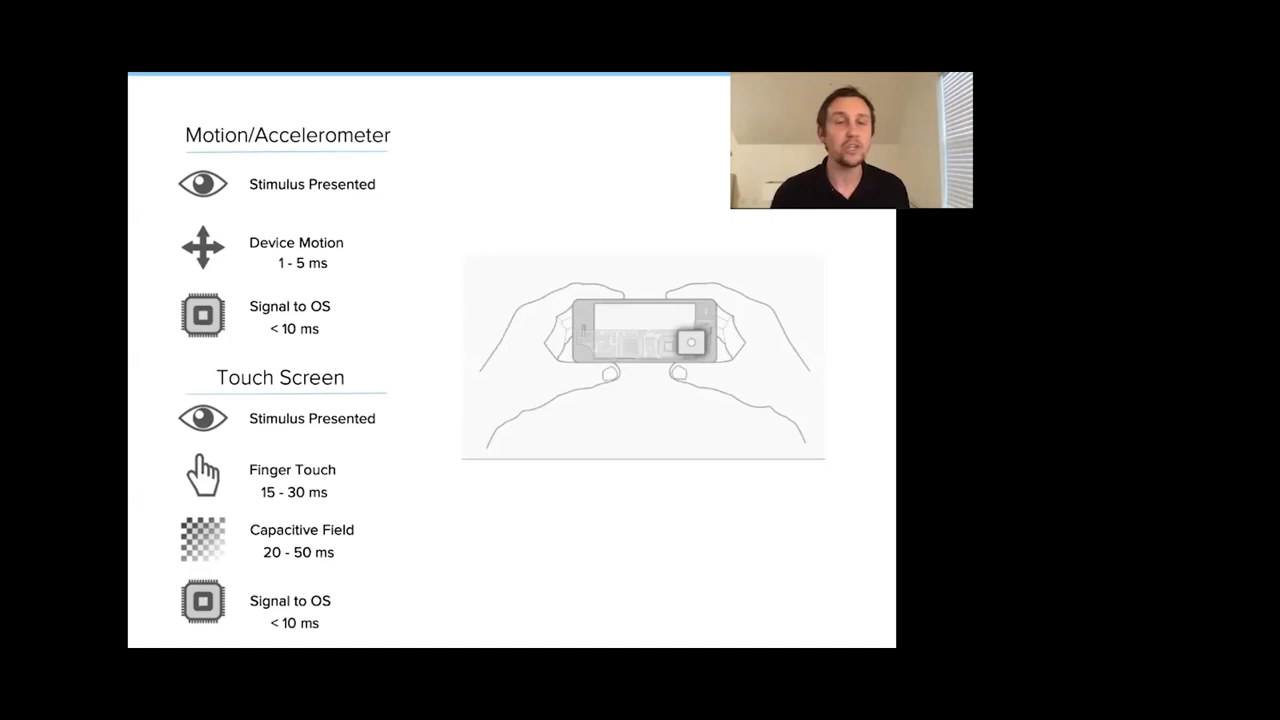 Motion/Accelerometer
Stimulus Presented
Device Motion
1 - 5 ms
Signal to OS
< 10 ms
Touch Screen
Stimulus Presented
Finger Touch
15 - 30 ms
Capacitive Field
20 - 50 ms
Signal to OS
< 10 ms